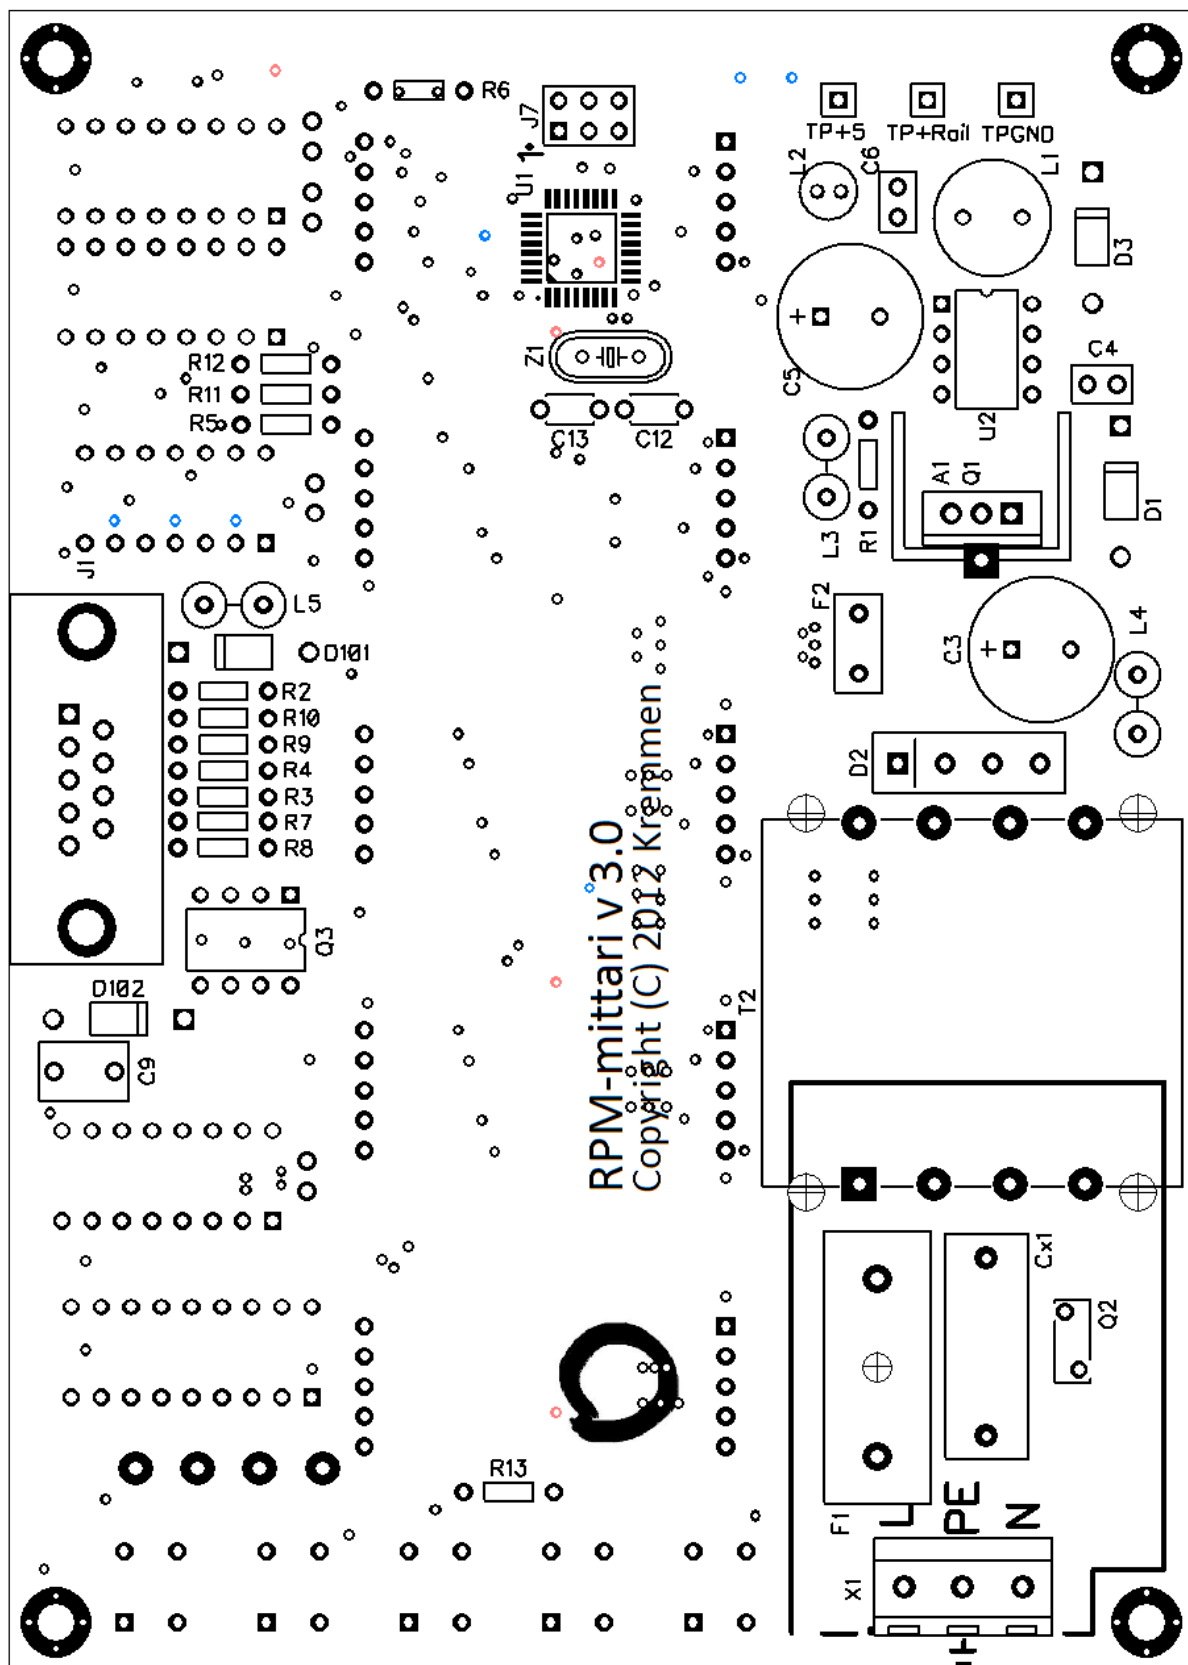 R6
J7
TP+5
TP+Rail
TPGND
U1
L2
C6
L1
D3
+
C5
U2
C4
Z1
R12
R11
R5
C13
C12
A1
Q1
D1
L3
R1
J1
L5
F2
+
C3
L4
D101
R2
R10
R9
R4
R3
R7
R8
D2
Q3
RPM-mittari v 3.0
Copyright (C) 2012 Kremmen
T2
D102
C9
Cx1
Q2
R13
F1
L
PE
N
X1